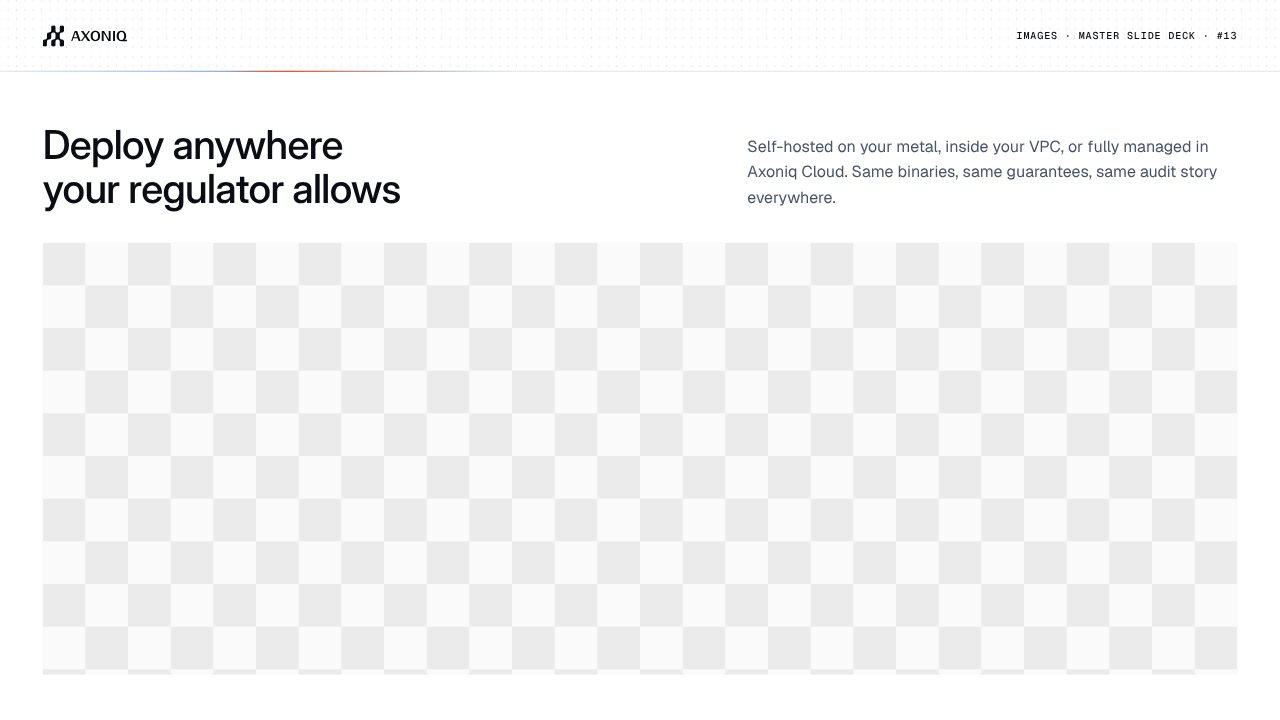 AXONIQ
IMAGES · MASTER SLIDE DECK · #13
Deploy anywhere
your regulator allows
Self-hosted on your metal, inside your VPC, or fully managed in
Axoniq Cloud. Same binaries, same guarantees, same audit story
everywhere.